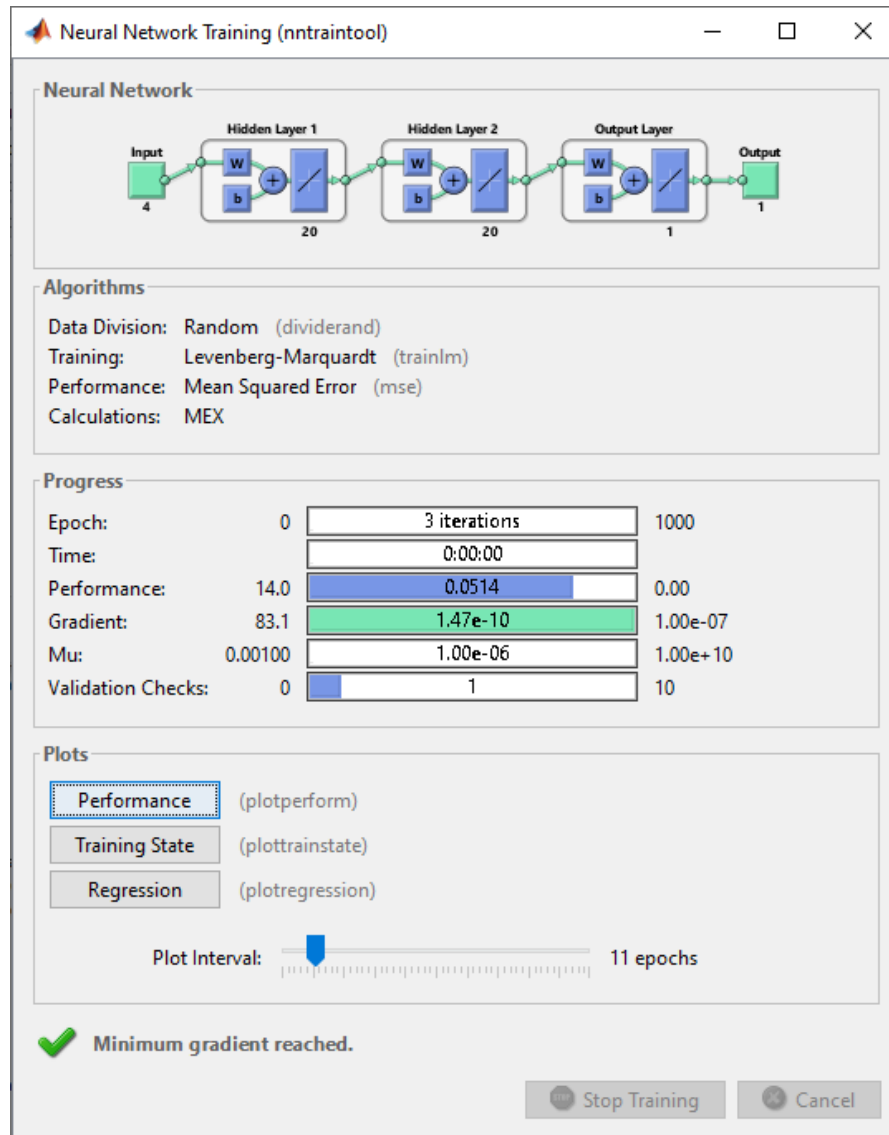 Neural Network Training (nntraintool)
Neural Network
Hidden Layer 1 Hidden Layer 2 Output Layer
Input Output
W W W
+ + +
b b b
4 1
20 20 1
Algorithms
Data Division: Random (dividerand)
Training: Levenberg-Marquardt (trainlm)
Performance: Mean Squared Error (mse)
Calculations: MEX
Progress
Epoch: 0 3 iterations 1000
Time: 0:00:00
Performance: 14.0 0.0514 0.00
Gradient: 83.1 1.47e-10 1.00e-07
Mu: 0.00100 1.00e-06 1.00e+10
Validation Checks: 0 1 10
Plots
Performance (plotperform)
Training State (plottrainstate)
Regression (plotregression)
Plot Interval: 11 epochs
Minimum gradient reached.
STOP Stop Training Cancel